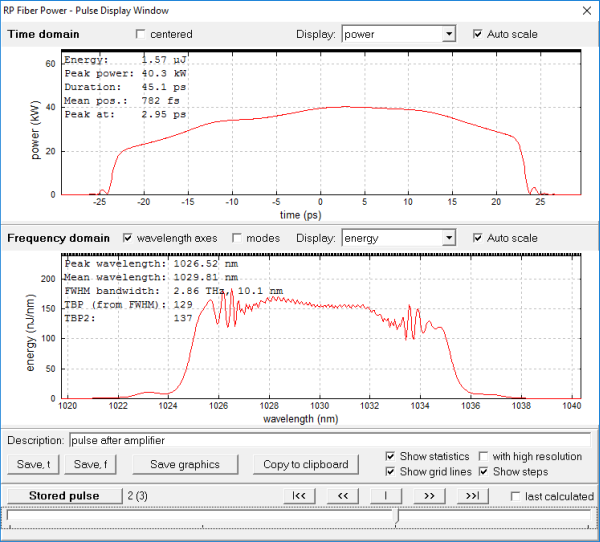 RP Fiber Power - Pulse Display Window
Time domain centered Display: power Auto scale
Energy: 1.57 µJ
Peak power: 40.3 kW
Duration: 45.1 ps
Mean pos.: 782 fs
Peak at: 2.95 ps
power (kW)
60
40
20
0
-25 -20 -15 -10 -5 0 5 10 15 20 25
time (ps)
Frequency domain wavelength axes modes Display: energy Auto scale
Peak wavelength: 1026.52 nm
Mean wavelength: 1029.81 nm
FWHM bandwidth: 2.86 THz, 10.1 nm
TBP (from FWHM): 129
TBP2: 137
energy (nJ/nm)
200
150
100
50
0
1020 1022 1024 1026 1028 1030 1032 1034 1036 1038 1040
wavelength (nm)
Description: pulse after amplifier
Save, t Save, f Save graphics Copy to clipboard
Show statistics with high resolution
Show grid lines Show steps
Stored pulse 2 (3) |<< << | >> >>| last calculated